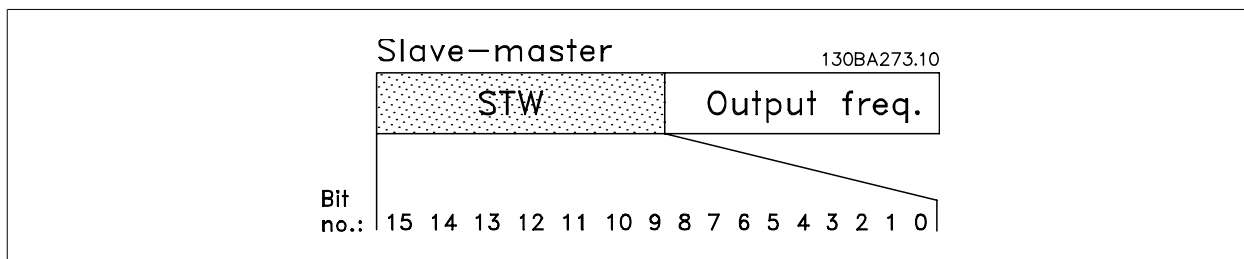 Slave-master 130BA273.10
STW Output freq.
Bit
no.: 15 14 13 12 11 10 9 8 7 6 5 4 3 2 1 0